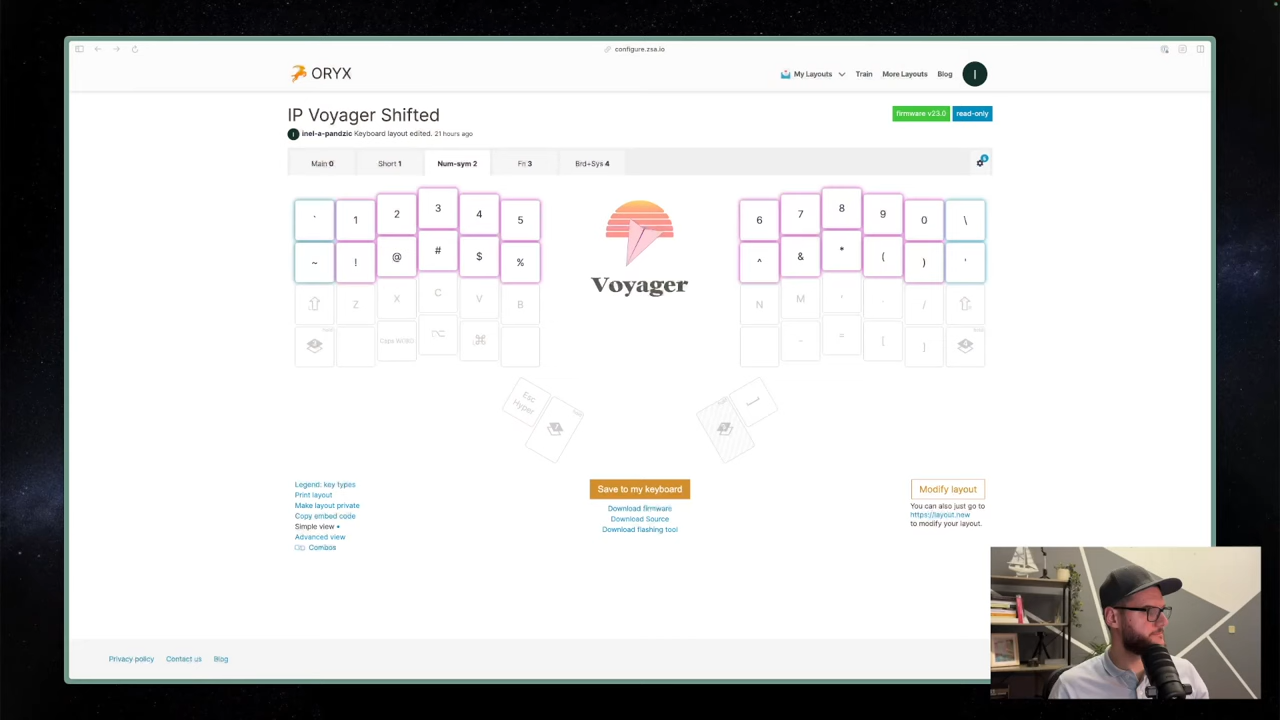 configure.zsa.io
ORYX
My Layouts
Train
More Layouts
Blog
I
IP Voyager Shifted
firmware v23.0
read-only
I
inel-a-pandzic Keyboard layout edited. 21 hours ago
Main 0
Short 1
Num-sym 2
Fn 3
Brd+Sys 4
` 1 2 3 4 5
6 7 8 9 0 \
~ ! @ # $ %
^ & * ( ) '
Z X C V B
N M , . /
Caps WORD
- = [ ]
Esc
Hyper
Voyager
Legend: key types
Print layout
Make layout private
Copy embed code
Simple view •
Advanced view
Combos
Save to my keyboard
Download firmware
Download Source
Download flashing tool
Modify layout
You can also just go to
https://layout.new
to modify your layout.
Privacy policy
Contact us
Blog